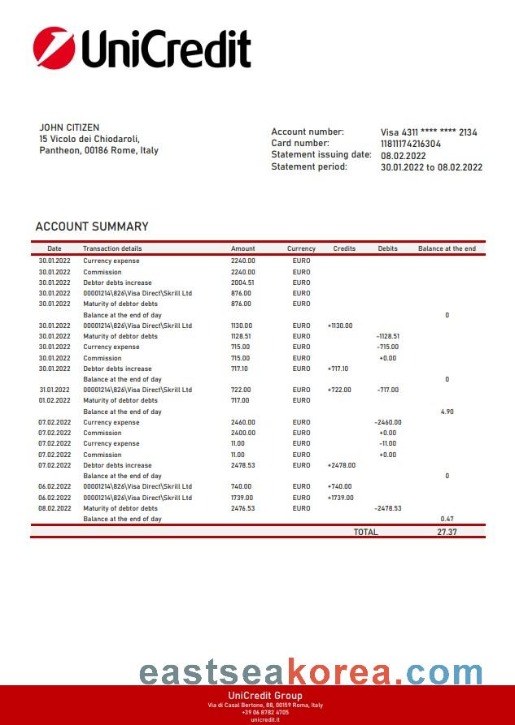 UniCredit
JOHN CITIZEN
15 Vicolo dei Chiodaroli,
Pantheon, 00186 Rome, Italy
Account number: Visa 4311 **** **** 2134
Card number: 11811174216304
Statement issuing date: 08.02.2022
Statement period: 30.01.2022 to 08.02.2022
ACCOUNT SUMMARY
Date Transaction details Amount Currency Credits Debits Balance at the end
30.01.2022 Currency expense 2240.00 EURO
30.01.2022 Commission 2240.00 EURO
30.01.2022 Debtor debts increase 2004.51 EURO
30.01.2022 00001214\826\Visa Direct\Skrill Ltd 876.00 EURO
30.01.2022 Maturity of debtor debts 876.00 EURO
Balance at the end of day 0
30.01.2022 00001214\826\Visa Direct\Skrill Ltd 1130.00 EURO +1130.00
30.01.2022 Maturity of debtor debts 1128.51 EURO -1128.51
30.01.2022 Currency expense 715.00 EURO -715.00
30.01.2022 Commission 715.00 EURO +0.00
30.01.2022 Debtor debts increase 717.10 EURO +717.10
Balance at the end of day 0
31.01.2022 00001214\826\Visa Direct\Skrill Ltd 722.00 EURO +722.00 -717.00
01.02.2022 Maturity of debtor debts 717.00 EURO
Balance at the end of day 4.90
07.02.2022 Currency expense 2460.00 EURO -2460.00
07.02.2022 Commission 2400.00 EURO +0.00
07.02.2022 Currency expense 11.00 EURO -11.00
07.02.2022 Commission 11.00 EURO +0.00
07.02.2022 Debtor debts increase 2478.53 EURO +2478.00
Balance at the end of day 0
06.02.2022 00001214\826\Visa Direct\Skrill Ltd 740.00 EURO +740.00
06.02.2022 00001214\826\Visa Direct\Skrill Ltd 1739.00 EURO +1739.00
08.02.2022 Maturity of debtor debts 2476.53 EURO -2478.53
Balance at the end of day 0.47
TOTAL 27.37
eastseakorea.com
UniCredit Group
Via di Casal Bertone, 88, 00159 Roma, Italy
+39 06 8782 4705
unicredit.it